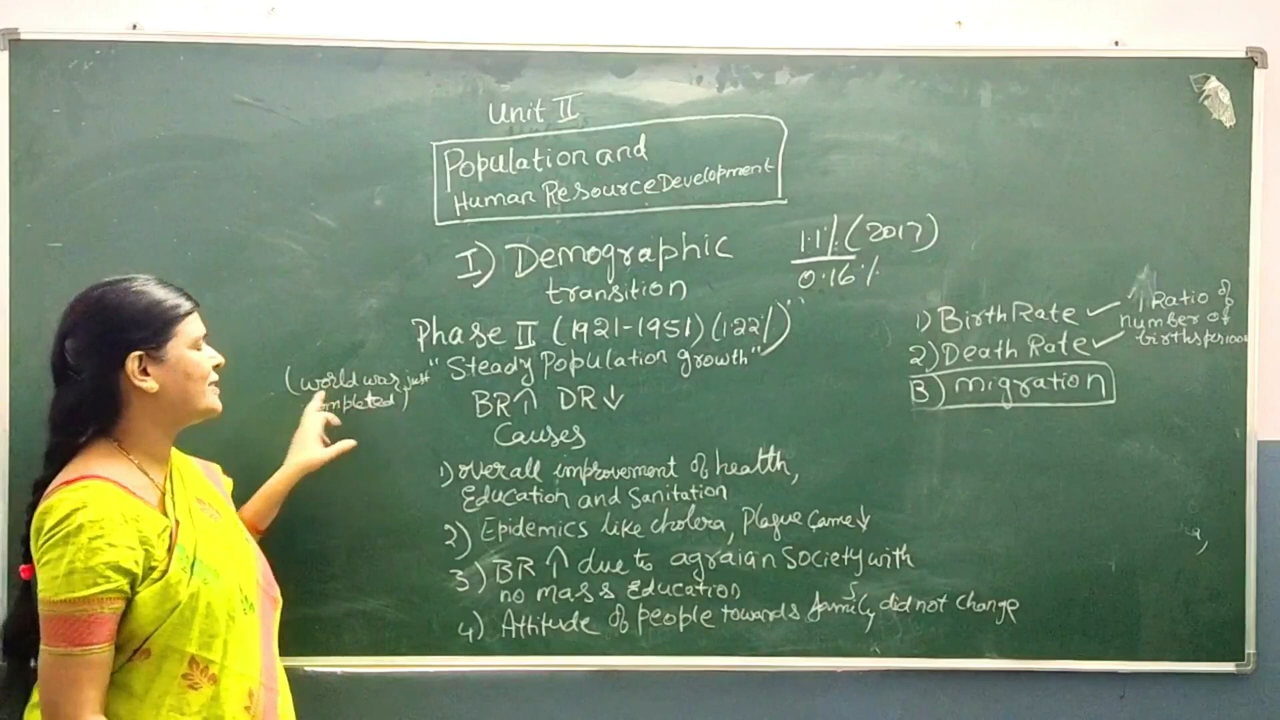 Unit II
Population and
Human Resource Development
I) Demographic
transition
1.1% (2017)
0.16%
Phase II (1921-1951) (1.22%)
"Steady Population growth"
(world war just
completed)
BR↑ DR↓
Causes
1) overall improvement of health,
Education and Sanitation
2) Epidemics like cholera, Plague came↓
3) BR ↑ due to agraian Society with
no mass Education
4) Attitude of people towards family did not change
5
1) Birth Rate ✓
2) Death Rate ✓
3) migration
Ratio of
number of
births per 1000